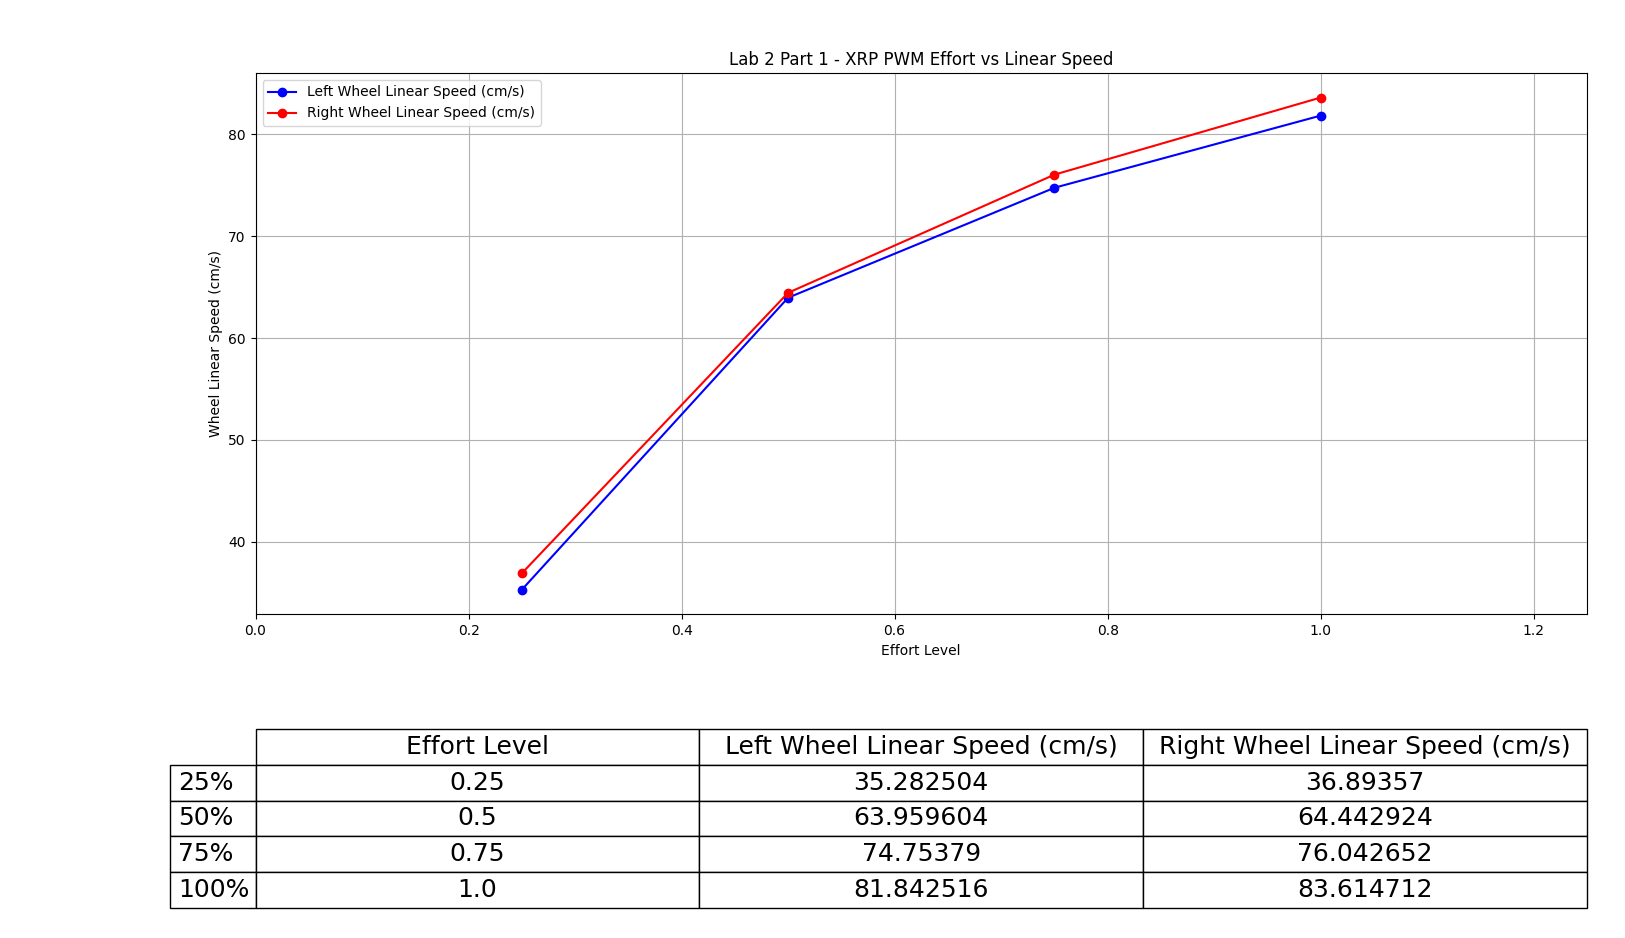 Lab 2 Part 1 - XRP PWM Effort vs Linear Speed
Left Wheel Linear Speed (cm/s)
Right Wheel Linear Speed (cm/s)
Wheel Linear Speed (cm/s)
80
70
60
50
40
0.0 0.2 0.4 0.6 0.8 1.0 1.2
Effort Level
Effort Level Left Wheel Linear Speed (cm/s) Right Wheel Linear Speed (cm/s)
25% 0.25 35.282504 36.89357
50% 0.5 63.959604 64.442924
75% 0.75 74.75379 76.042652
100% 1.0 81.842516 83.614712